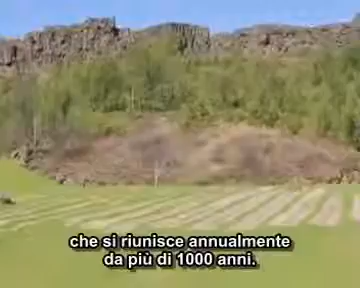 che si riunisce annualmente
da più di 1000 anni.